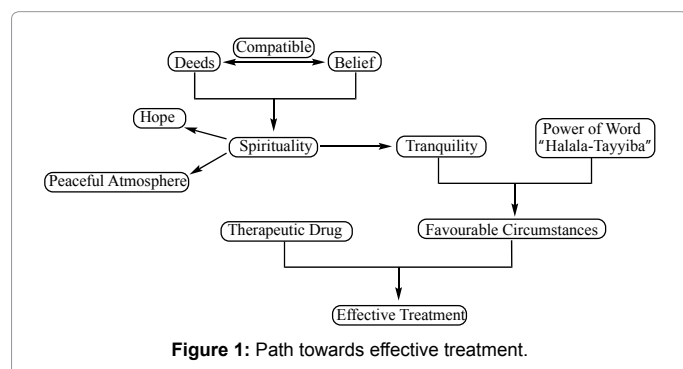 Compatible
Deeds
Belief
Hope
Spirituality
Tranquility
Power of Word
"Halala-Tayyiba"
Peaceful Atmosphere
Therapeutic Drug
Favourable Circumstances
Effective Treatment
Figure 1: Path towards effective treatment.